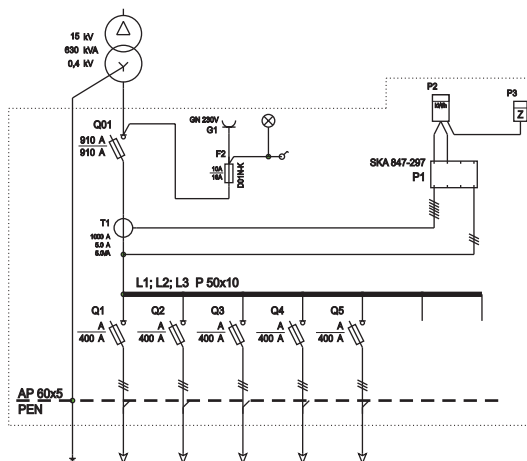 15 kV
630 kVA
0,4 kV
P2
P3
kWh
Z
Q01
910 A
910 A
GN 230V
G1
F2
10A
16A
D01N-K
SKA 847-297
P1
T1
1000 A
5.0 A
5.0VA
L1; L2; L3 P 50x10
Q1
A
400 A
Q2
A
400 A
Q3
A
400 A
Q4
A
400 A
Q5
A
400 A
AP 60x5
PEN